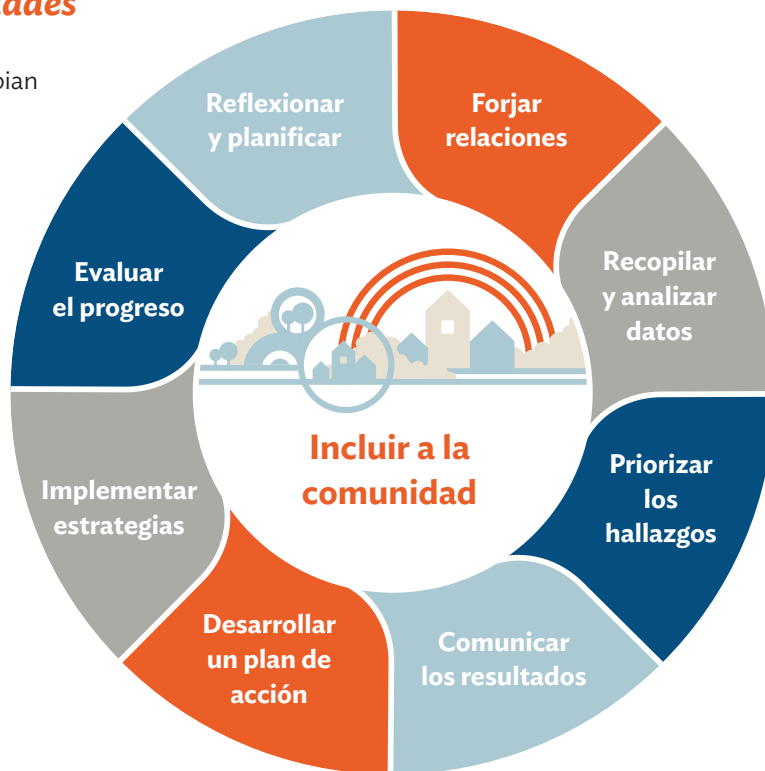 Reflexionar
y planificar
Forjar
relaciones
Recopilar
y analizar
datos
Priorizar
los
hallazgos
Comunicar
los resultados
Desarrollar
un plan de
acción
Implementar
estrategias
Evaluar
el progreso
Incluir a la
comunidad